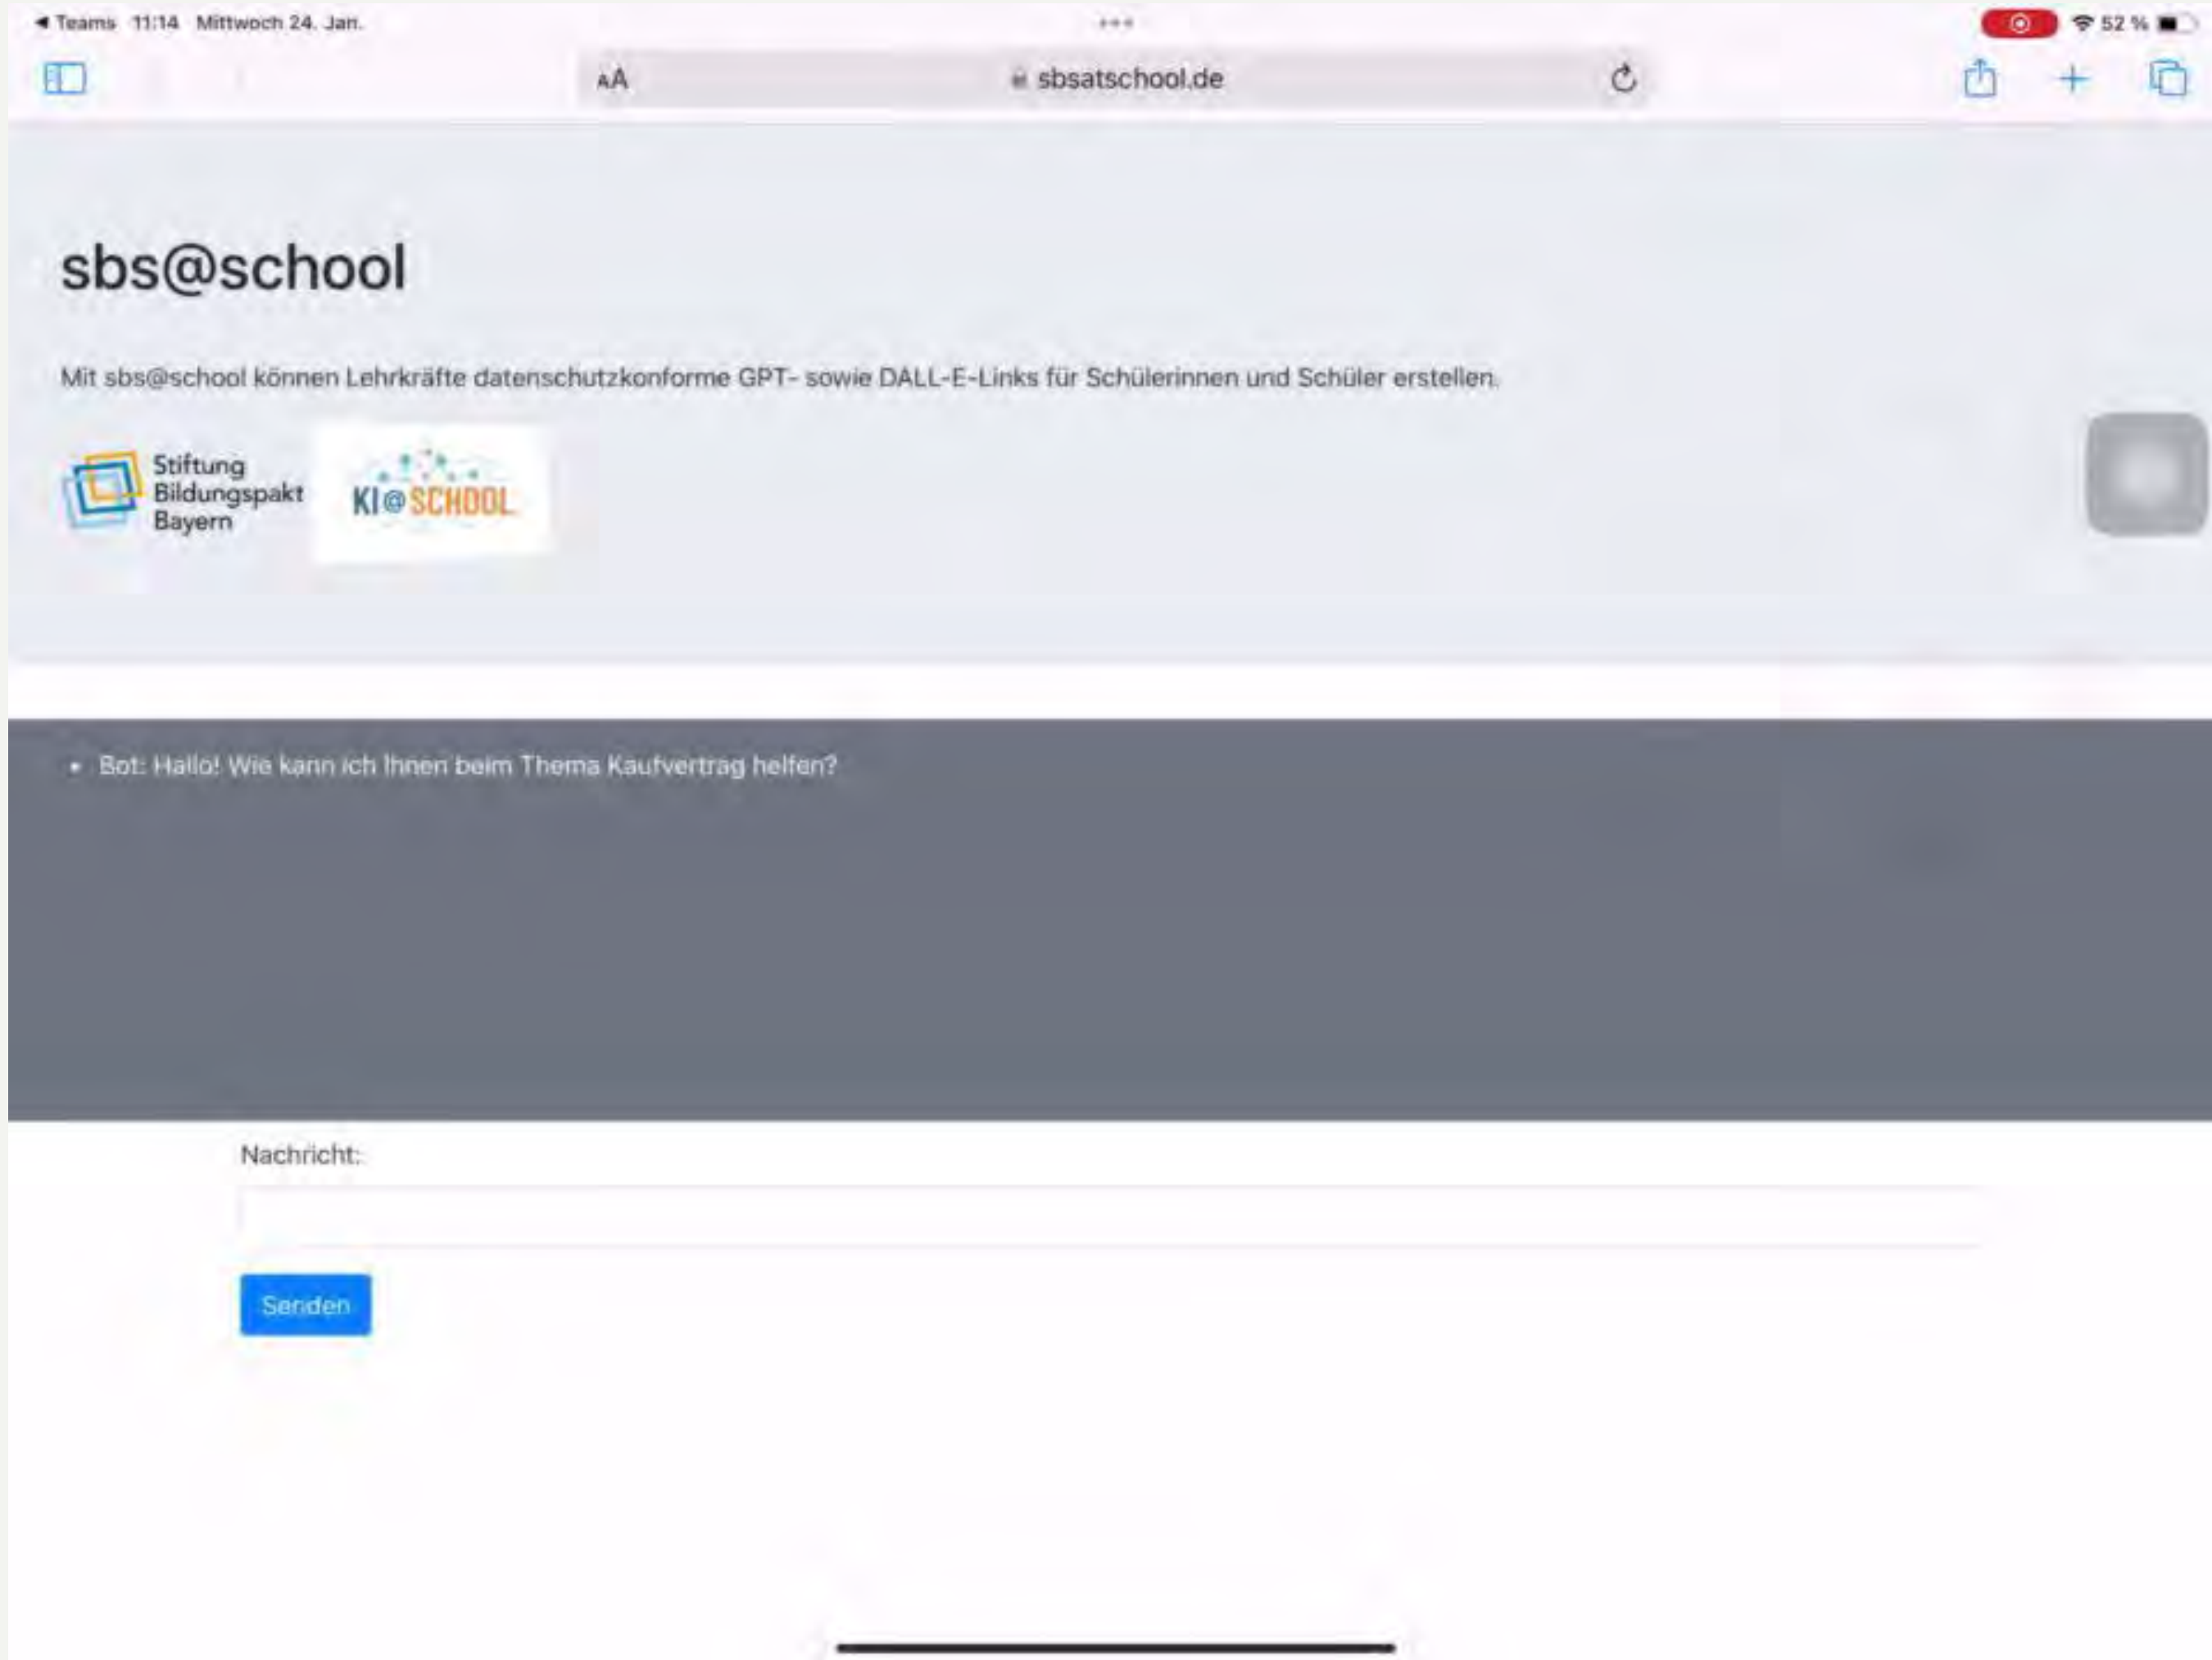 Teams 11:14 Mittwoch 24. Jan.
52 %
AA
sbsatschool.de
sbs@school
Mit sbs@school können Lehrkräfte datenschutzkonforme GPT- sowie DALL-E-Links für Schülerinnen und Schüler erstellen.
Stiftung
Bildungspakt
Bayern
KI@SCHOOL
• Bot: Hallo! Wie kann ich Ihnen beim Thema Kaufvertrag helfen?
Nachricht:
Senden